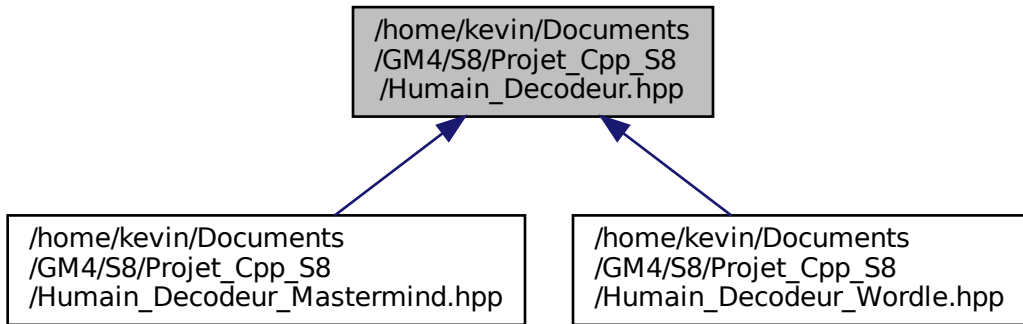 /home/kevin/Documents
/GM4/S8/Projet_Cpp_S8
/Humain_Decodeur.hpp
/home/kevin/Documents
/GM4/S8/Projet_Cpp_S8
/Humain_Decodeur_Mastermind.hpp
/home/kevin/Documents
/GM4/S8/Projet_Cpp_S8
/Humain_Decodeur_Wordle.hpp